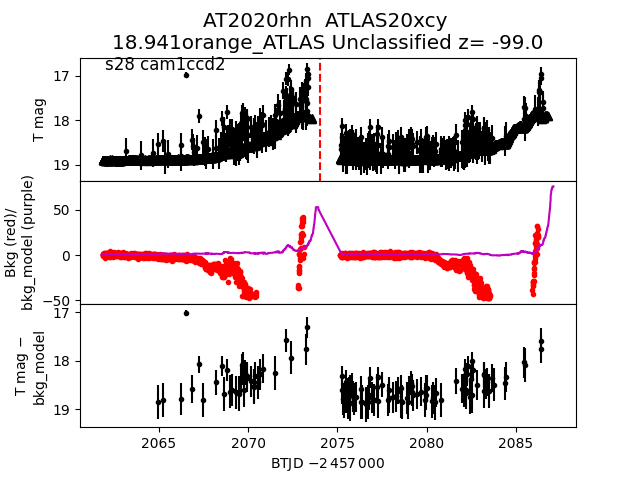 AT2020rhn  ATLAS20xcy
18.941orange_ATLAS Unclassified z= -99.0
s28 cam1ccd2
17
18
19
T mag
50
0
−50
Bkg (red)/
bkg_model (purple)
17
18
19
T mag −
bkg_model
2065
2070
2075
2080
2085
BTJD −2 457 000